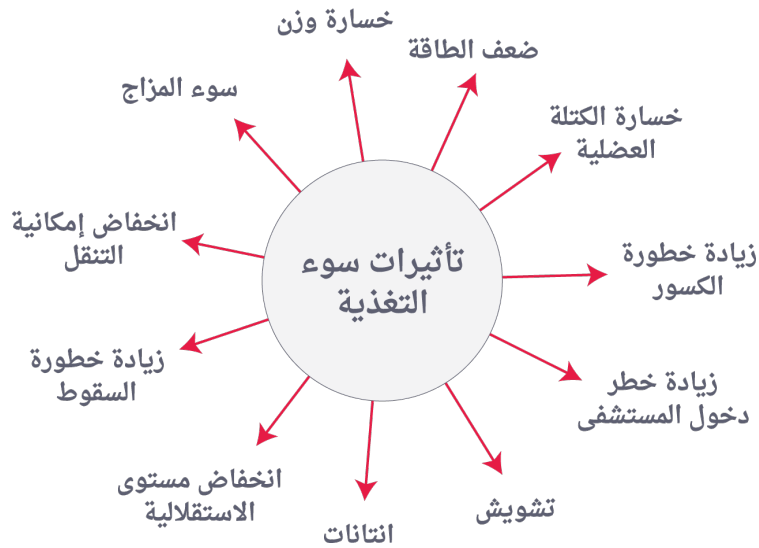 تأثيرات سوء
التغذية
خسارة وزن
ضعف الطاقة
خسارة الكتلة
العضلية
زيادة خطورة
الكسور
زيادة خطر
دخول المستشفى
تشويش
انتانات
انخفاض مستوى
الاستقلالية
زيادة خطورة
السقوط
انخفاض إمكانية
التنقل
سوء المزاج